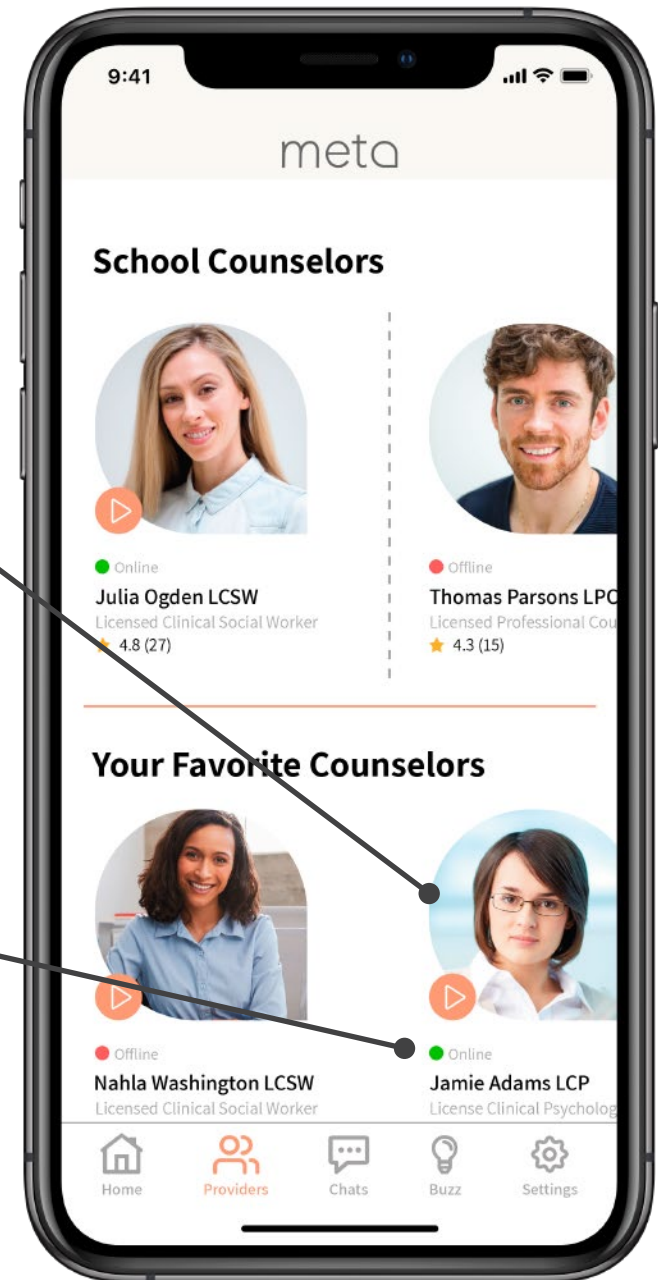 9:41
meta
School Counselors
Online
Offline
Julia Ogden LCSW
Thomas Parsons LPC
Licensed Clinical Social Worker
Licensed Professional Cou
4.8 (27)
4.3 (15)
Your Favorite Counselors
Offline
Online
Nahla Washington LCSW
Jamie Adams LCP
Licensed Clinical Social Worker
License Clinical Psycholog
Home
Providers
Chats
Buzz
Settings